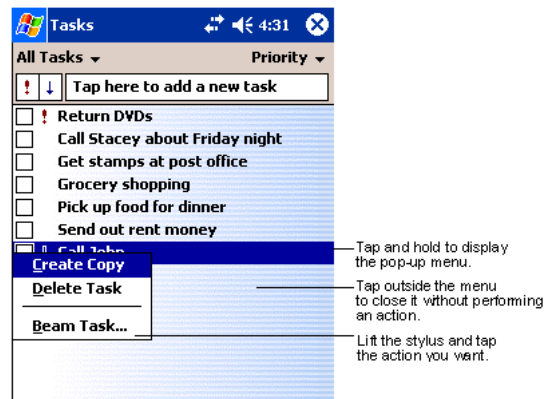 Tasks 4:31
All Tasks Priority
! ↓ Tap here to add a new task
! Return DVDs
Call Stacey about Friday night
Get stamps at post office
Grocery shopping
Pick up food for dinner
Send out rent money
Call John
Create Copy
Delete Task
Beam Task...
Tap and hold to display
the pop-up menu.
Tap outside the menu
to close it without performing
an action.
Lift the stylus and tap
the action you want.